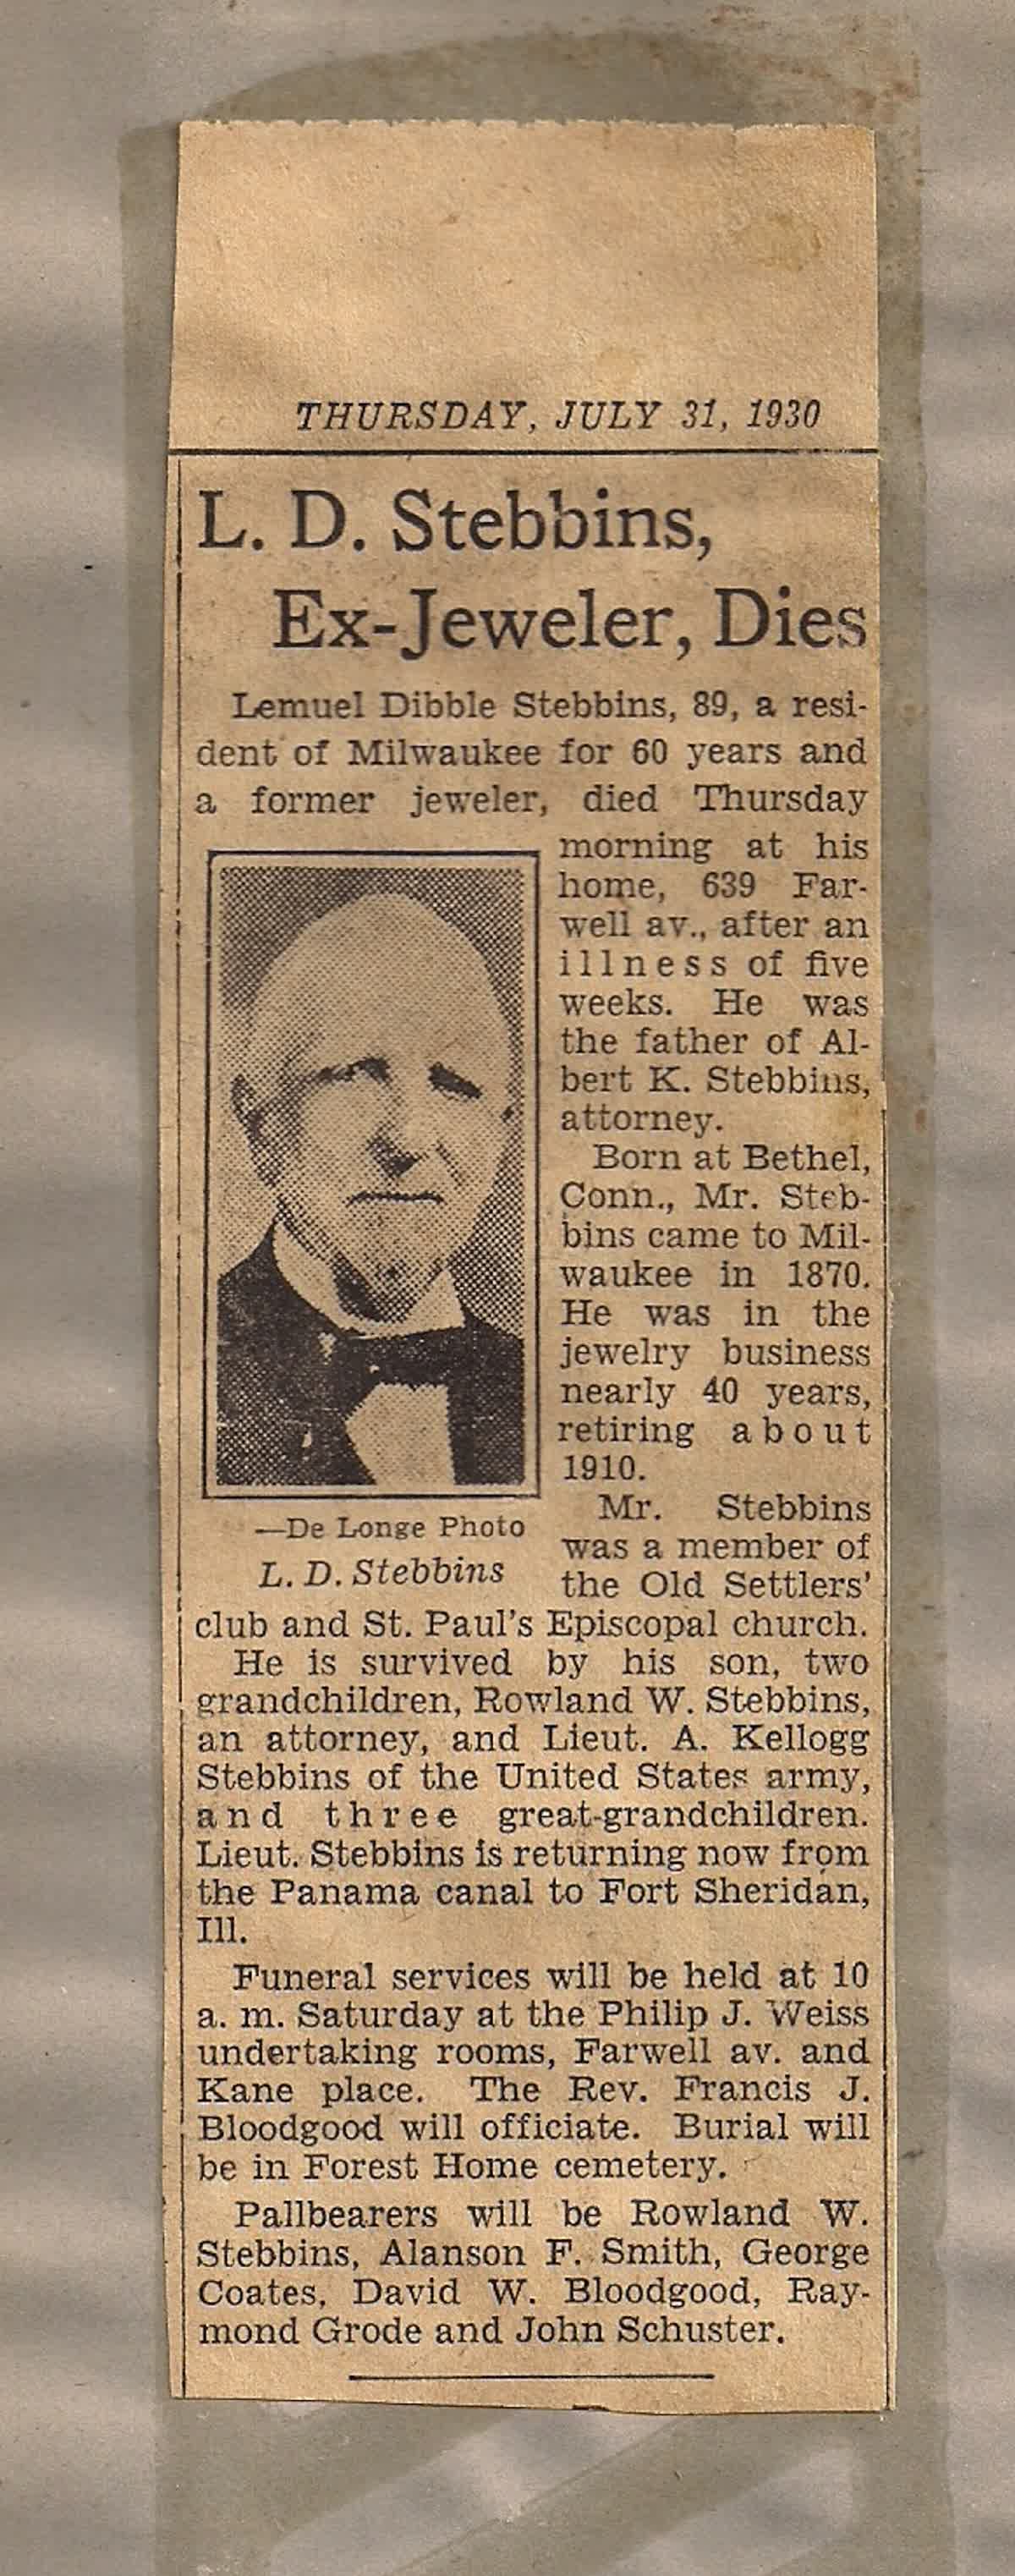 THURSDAY, JULY 31, 1930
L. D. Stebbins,
Ex-Jeweler, Dies
Lemuel Dibble Stebbins, 89, a resi-
dent of Milwaukee for 60 years and
a former jeweler, died Thursday
morning at his
home, 639 Far-
well av., after an
illness of five
weeks. He was
the father of Al-
bert K. Stebbins,
attorney.
Born at Bethel,
Conn., Mr. Steb-
bins came to Mil-
waukee in 1870.
He was in the
jewelry business
nearly 40 years,
retiring about
1910.
Mr. Stebbins
was a member of
the Old Settlers'
—De Longe Photo
L. D. Stebbins
club and St. Paul's Episcopal church.
He is survived by his son, two
grandchildren, Rowland W. Stebbins,
an attorney, and Lieut. A. Kellogg
Stebbins of the United States army,
and three great-grandchildren.
Lieut. Stebbins is returning now from
the Panama canal to Fort Sheridan,
Ill.
Funeral services will be held at 10
a. m. Saturday at the Philip J. Weiss
undertaking rooms, Farwell av. and
Kane place. The Rev. Francis J.
Bloodgood will officiate. Burial will
be in Forest Home cemetery.
Pallbearers will be Rowland W.
Stebbins, Alanson F. Smith, George
Coates, David W. Bloodgood, Ray-
mond Grode and John Schuster.